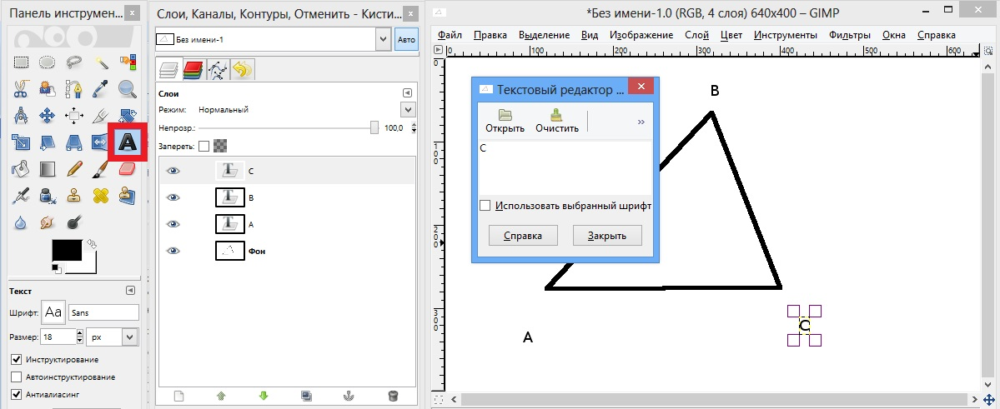 Панель инструмен...
Текст
Шрифт: Aa Sans
Размер: 18 px
Инструктирование
Автоинструктирование
Антиалиасинг
A
Слои, Каналы, Контуры, Отменить - Кисти...
Без имени-1 Авто
Слои
Режим: Нормальный
Непрозр.: 100,0
Запереть:
C
B
A
Фон
*Без имени-1.0 (RGB, 4 слоя) 640x400 – GIMP
Файл Правка Выделение Вид Изображение Слой Цвет Инструменты Фильтры Окна Справка
0 100 200 300 400 500 600
0
100
200
300
Текстовый редактор ...
Открыть Очистить »
C
Использовать выбранный шрифт
Справка Закрыть
B
A
C